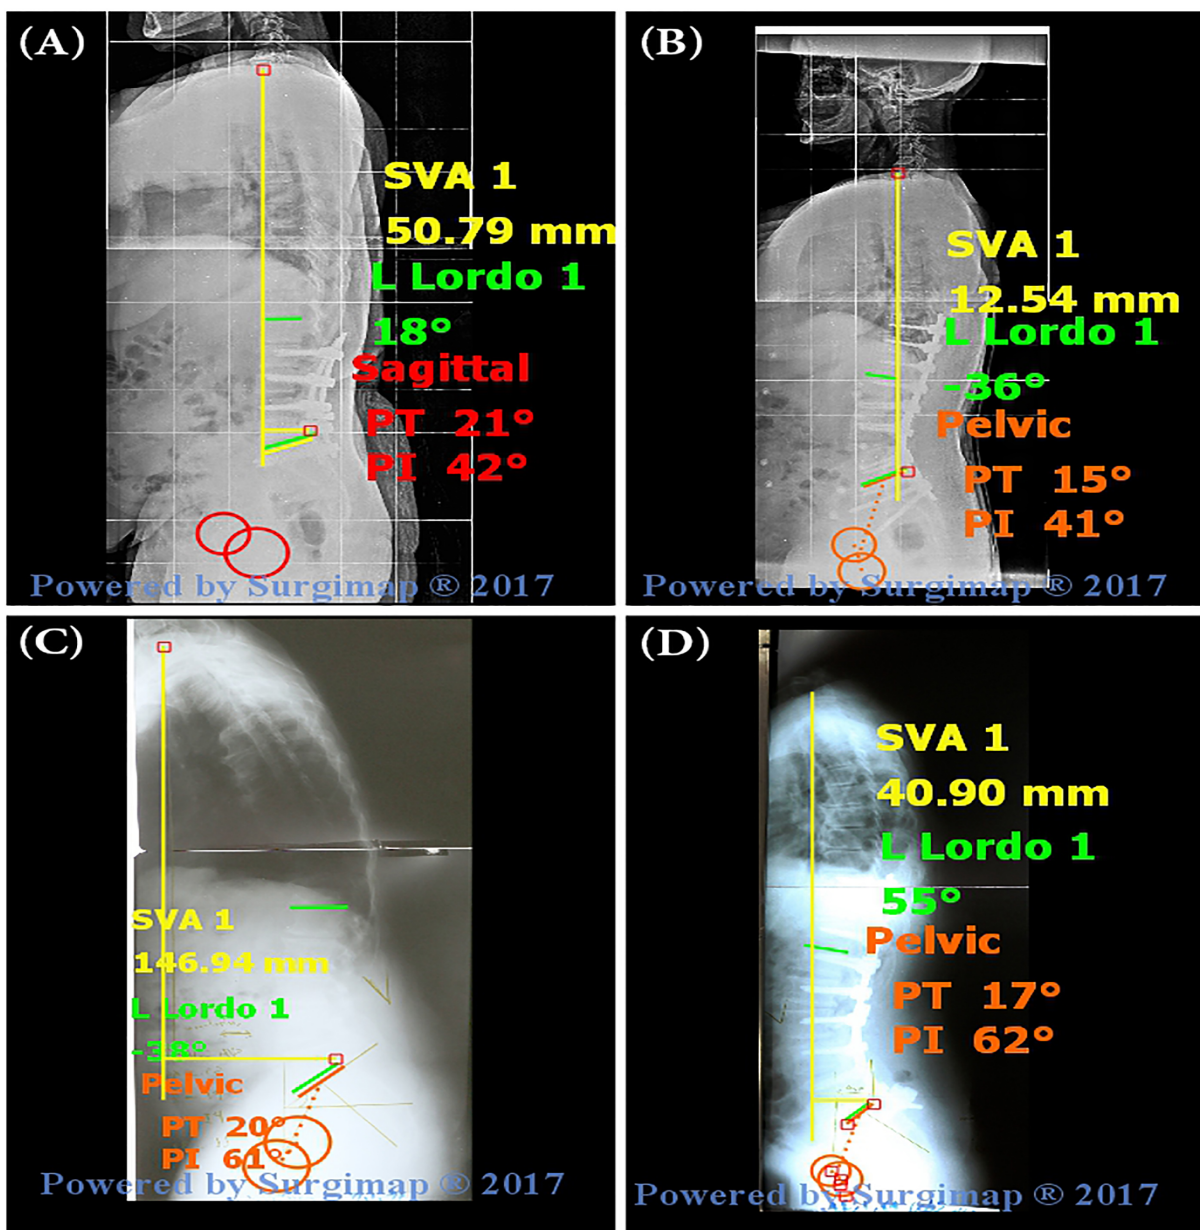 (A)
SVA 1
50.79 mm
L Lordo 1
18°
Sagittal
PT 21°
PI 42°
Powered by Surgimap ® 2017
(B)
SVA 1
12.54 mm
L Lordo 1
-36°
Pelvic
PT 15°
PI 41°
Powered by Surgimap ® 2017
(C)
SVA 1
146.94 mm
L Lordo 1
-38°
Pelvic
PT 20°
PI 61°
Powered by Surgimap ® 2017
(D)
SVA 1
40.90 mm
L Lordo 1
55°
Pelvic
PT 17°
PI 62°
Powered by Surgimap ® 2017